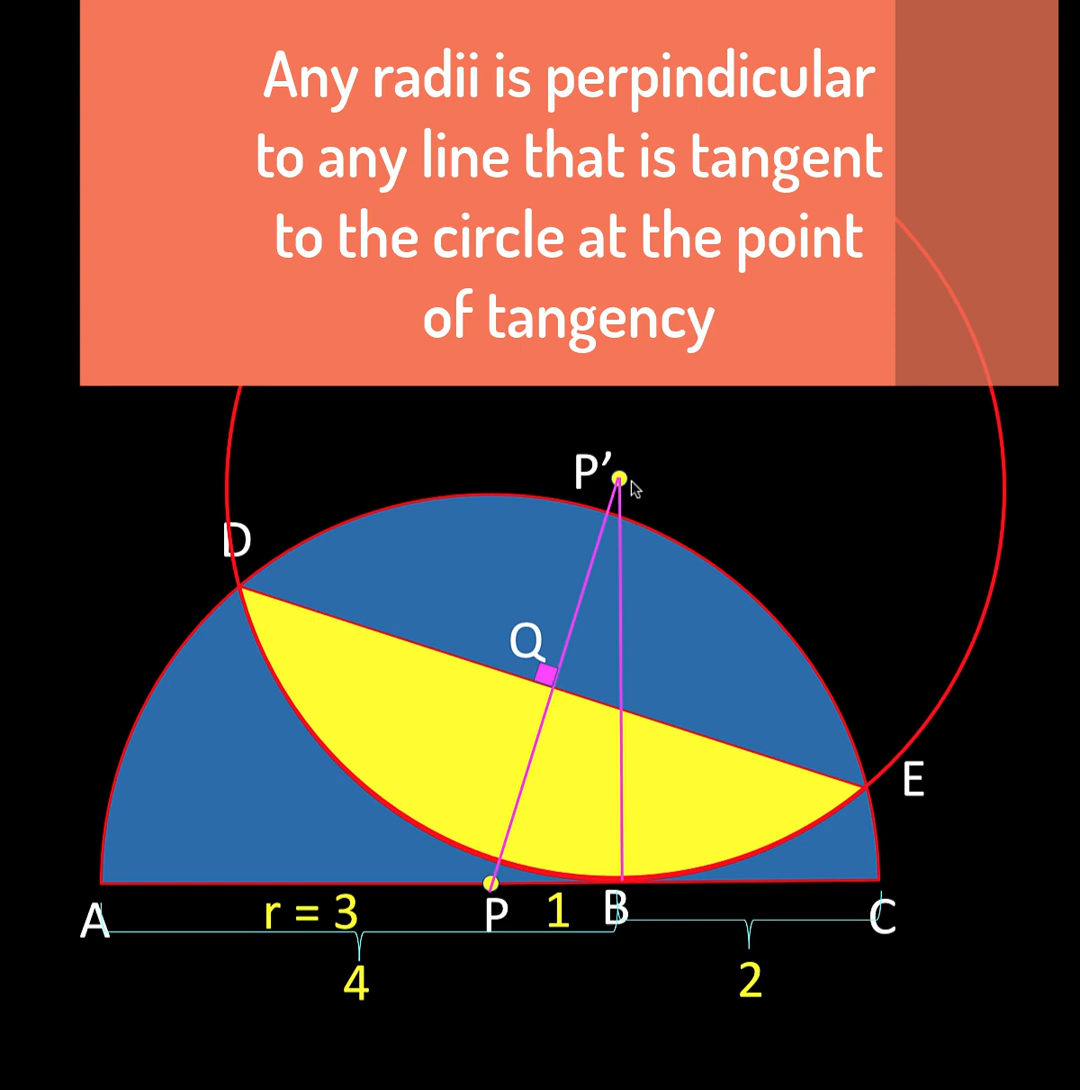 Any radii is perpindicular
to any line that is tangent
to the circle at the point
of tangency
P’
D
Q
E
r = 3
1
A
P
B
C
4
2